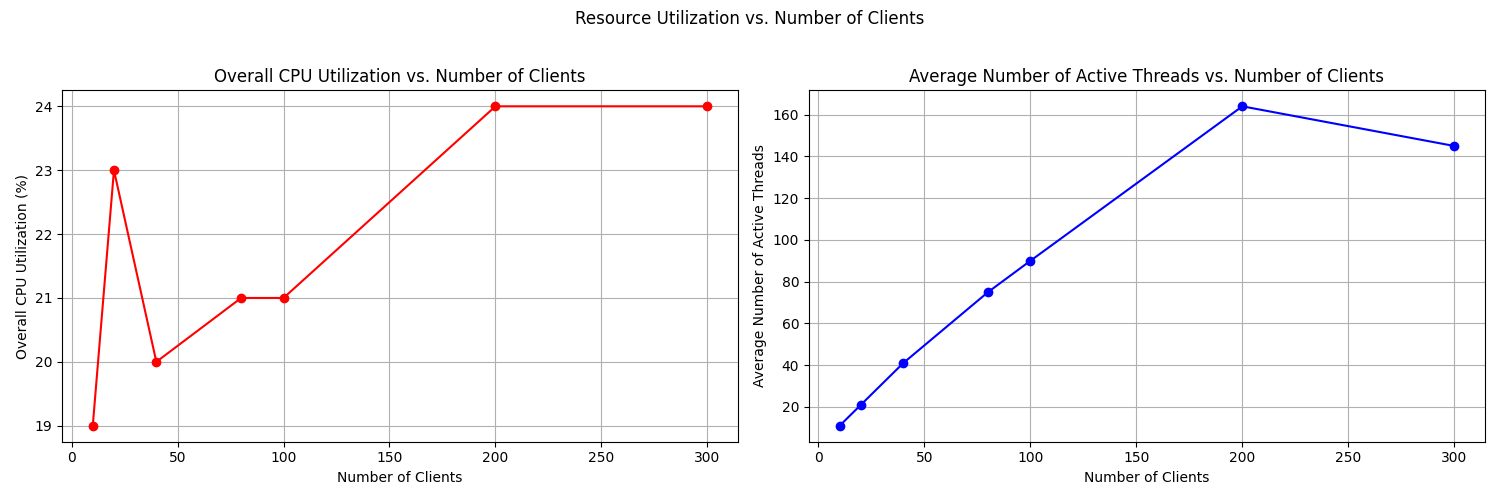 Resource Utilization vs. Number of Clients
Overall CPU Utilization vs. Number of Clients
Overall CPU Utilization (%)
24
23
22
21
20
19
0 50 100 150 200 250 300
Number of Clients
Average Number of Active Threads vs. Number of Clients
Average Number of Active Threads
160
140
120
100
80
60
40
20
0 50 100 150 200 250 300
Number of Clients